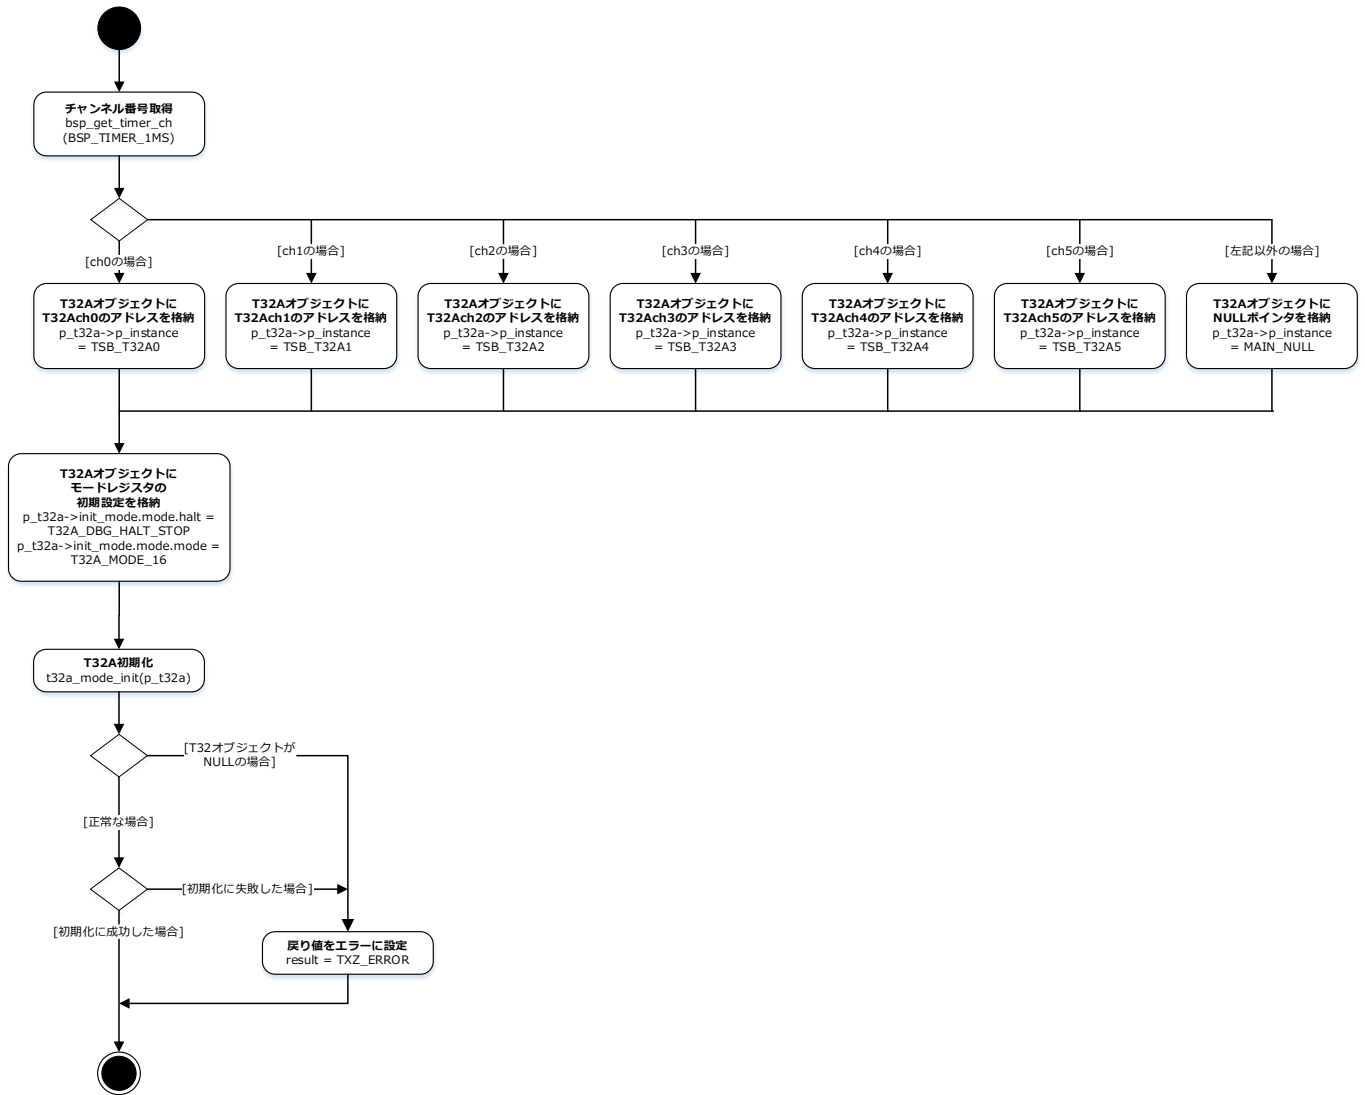 チャンネル番号取得
bsp_get_timer_ch
(BSP_TIMER_1MS)
[ch0の場合]
[ch1の場合]
[ch2の場合]
[ch3の場合]
[ch4の場合]
[ch5の場合]
[左記以外の場合]
T32Aオブジェクトに
T32Ach0のアドレスを格納
p_t32a->p_instance
= TSB_T32A0
T32Aオブジェクトに
T32Ach1のアドレスを格納
p_t32a->p_instance
= TSB_T32A1
T32Aオブジェクトに
T32Ach2のアドレスを格納
p_t32a->p_instance
= TSB_T32A2
T32Aオブジェクトに
T32Ach3のアドレスを格納
p_t32a->p_instance
= TSB_T32A3
T32Aオブジェクトに
T32Ach4のアドレスを格納
p_t32a->p_instance
= TSB_T32A4
T32Aオブジェクトに
T32Ach5のアドレスを格納
p_t32a->p_instance
= TSB_T32A5
T32Aオブジェクトに
NULLポインタを格納
p_t32a->p_instance
= MAIN_NULL
T32Aオブジェクトに
モードレジスタの
初期設定を格納
p_t32a->init_mode.mode.halt =
T32A_DBG_HALT_STOP
p_t32a->init_mode.mode.mode =
T32A_MODE_16
T32A初期化
t32a_mode_init(p_t32a)
[T32オブジェクトが
NULLの場合]
[正常な場合]
[初期化に失敗した場合]
[初期化に成功した場合]
戻り値をエラーに設定
result = TXZ_ERROR